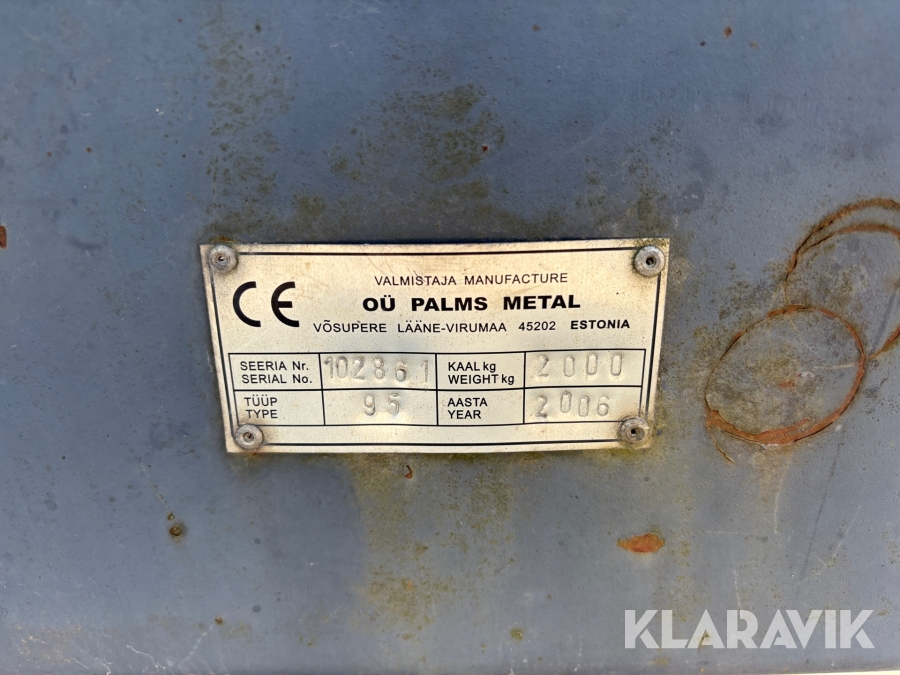 CE
VALMISTAJA MANUFACTURE
OÜ PALMS METAL
VÕSUPERE LÄÄNE-VIRUMAA 45202 ESTONIA
SEERIA Nr. 102861 KAAL kg 2000
SERIAL No. WEIGHT kg
TÜÜP 95 AASTA 2006
TYPE YEAR
KLARAVIK